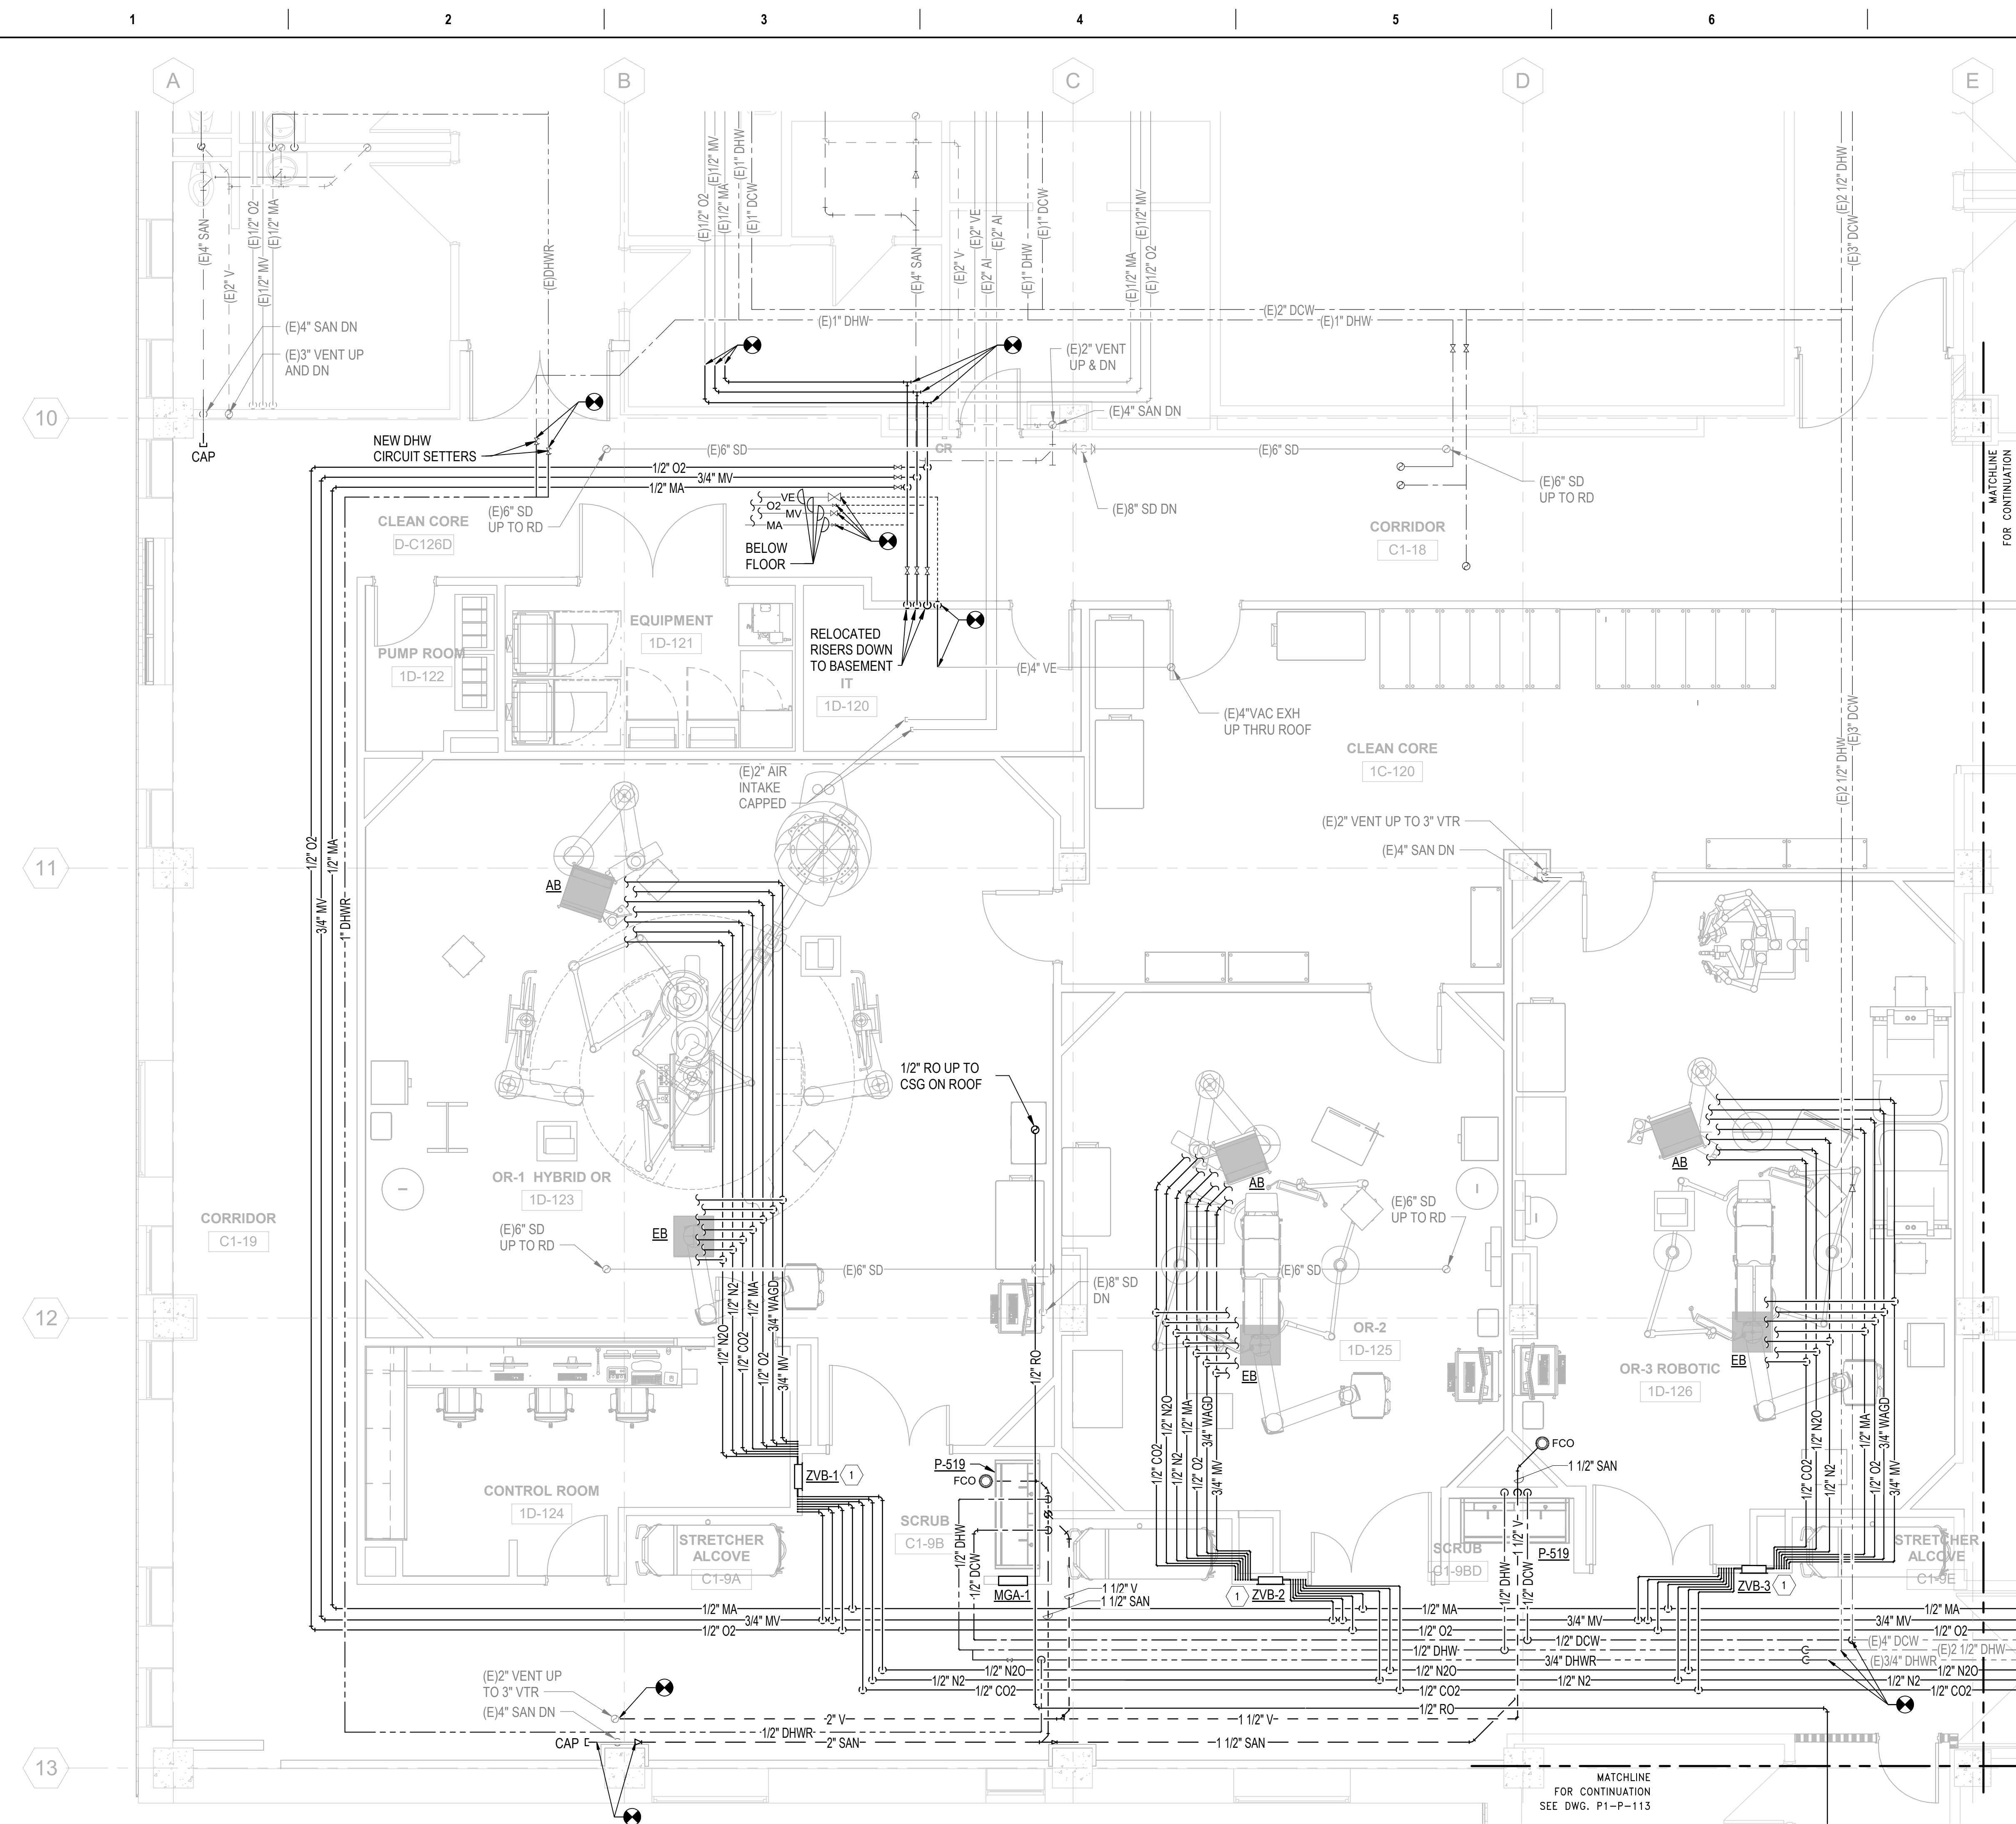 1 2 3 4 5 6
A B C D E
(E)4" SAN
(E)2" V
(E)1/2" O2
(E)1/2" MV
(E)1/2" MA
(E)DHWR
(E)1/2" O2
(E)1/2" MV
(E)1/2" MA
(E)1" DHW
(E)1" DCW
(E)4" SAN
(E)2" V
(E)2" VE
(E)2" AI
(E)2" AI
(E)1" DHW
(E)1" DCW
(E)1/2" MA
(E)1/2" MV
(E)1/2" O2
(E)2 1/2" DHW
(E)3" DCW
(E)4" SAN DN
(E)3" VENT UP
AND DN
(E)1" DHW
(E)2" DCW
(E)1" DHW
(E)2" VENT
UP & DN
(E)4" SAN DN
10
CAP
NEW DHW
CIRCUIT SETTERS
(E)6" SD
CR
(E)6" SD
MATCHLINE
FOR CONTINUATION
1/2" O2
3/4" MV
1/2" MA
(E)6" SD
UP TO RD
CLEAN CORE
D-C126D
VE
O2
MV
MA
BELOW
FLOOR
(E)8" SD DN
(E)6" SD
UP TO RD
CORRIDOR
C1-18
EQUIPMENT
1D-121
PUMP ROOM
1D-122
RELOCATED
RISERS DOWN
TO BASEMENT
IT
1D-120
(E)4" VE
(E)4"VAC EXH
UP THRU ROOF
CLEAN CORE
1C-120
(E)2 1/2" DHW
(E)3" DCW
(E)2" AIR
INTAKE
CAPPED
(E)2" VENT UP TO 3" VTR
(E)4" SAN DN
11
1/2" O2
3/4" MV
1/2" MA
1" DHWR
AB
1/2" RO UP TO
CSG ON ROOF
OR-1 HYBRID OR
1D-123
AB
AB
CORRIDOR
C1-19
(E)6" SD
UP TO RD
EB
(E)6" SD
UP TO RD
(E)6" SD
(E)6" SD
(E)8" SD
DN
12
1/2" N2O
1/2" N2
1/2" CO2
1/2" MA
1/2" O2
3/4" WAGD
3/4" MV
1/2" RO
EB
OR-2
1D-125
EB
OR-3 ROBOTIC
1D-126
1/2" CO2
1/2" N2O
1/2" N2
1/2" MA
1/2" O2
3/4" WAGD
3/4" MV
1/2" CO2
1/2" N2O
1/2" N2
1/2" MA
1/2" O2
3/4" WAGD
3/4" MV
ZVB-1 1
P-519
FCO
FCO
1 1/2" SAN
CONTROL ROOM
1D-124
SCRUB
C1-9B
STRETCHER
ALCOVE
C1-9A
1/2" DHW
1/2" DCW
SCRUB
C1-9BD
P-519
1/2" DHW
1 1/2" V
1/2" DCW
STRETCHER
ALCOVE
C1-9E
MGA-1
1 1/2" V
1 1/2" SAN
1 ZVB-2
ZVB-3 1
1/2" MA
1/2" MA
1/2" MA
3/4" MV
3/4" MV
3/4" MV
1/2" O2
1/2" O2
1/2" O2
1/2" DCW
(E)4" DCW
1/2" DHW
(E)2 1/2" DHW
3/4" DHWR
(E)3/4" DHWR
1/2" N2O
1/2" N2O
1/2" N2O
1/2" N2
1/2" N2
1/2" N2
1/2" CO2
1/2" CO2
1/2" CO2
(E)2" VENT UP
TO 3" VTR
(E)4" SAN DN
1/2" RO
2" V
1 1/2" V
1/2" DHWR
CAP
2" SAN
1 1/2" SAN
13
MATCHLINE
FOR CONTINUATION
SEE DWG. P1-P-113